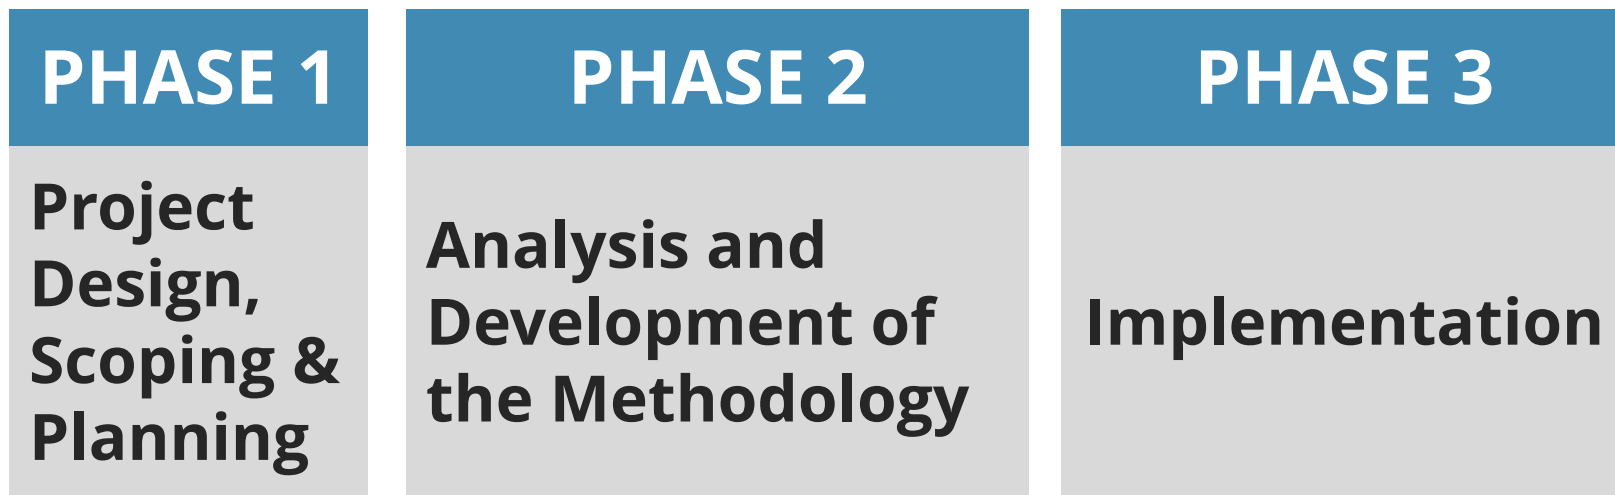 PHASE 1
Project
Design,
Scoping &
Planning
PHASE 2
Analysis and
Development of
the Methodology
PHASE 3
Implementation